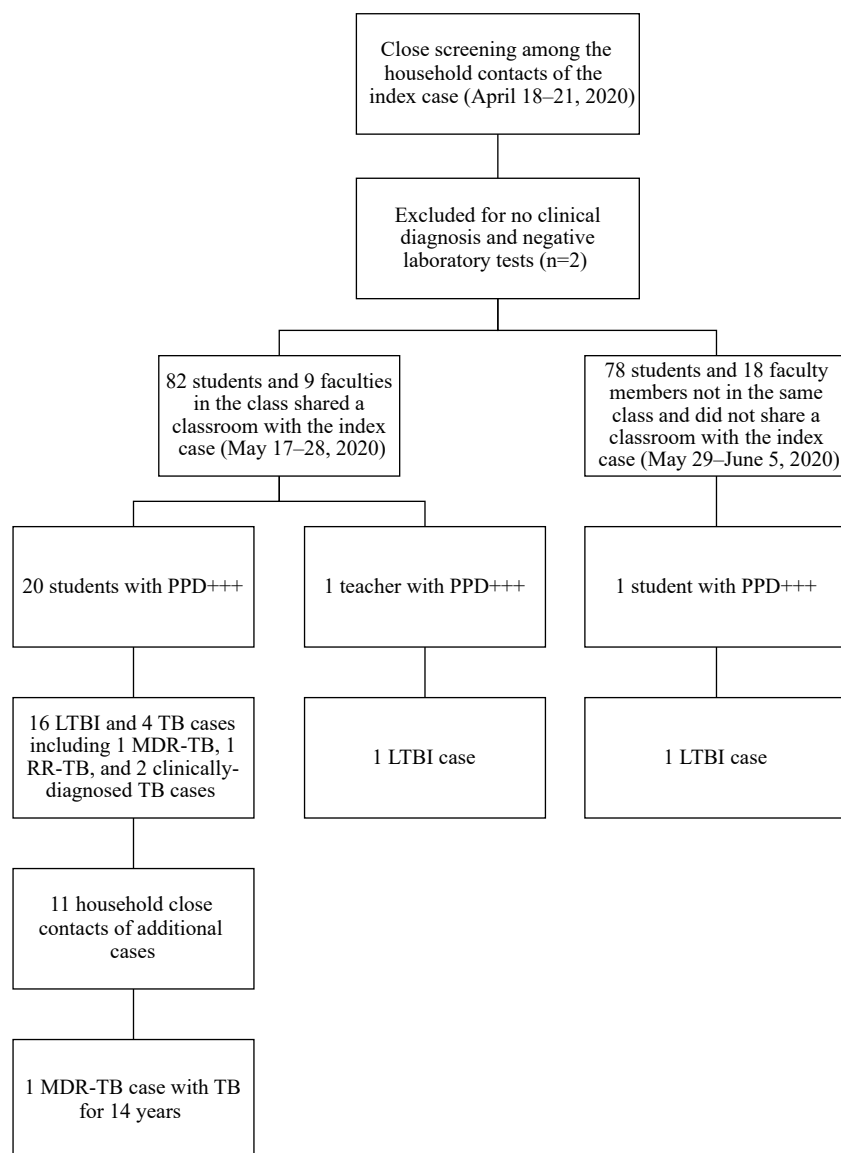 Close screening among the
household contacts of the
index case (April 18–21, 2020)
Excluded for no clinical
diagnosis and negative
laboratory tests (n=2)
82 students and 9 faculties
in the class shared a
classroom with the index
case (May 17–28, 2020)
78 students and 18 faculty
members not in the same
class and did not share a
classroom with the index
case (May 29–June 5, 2020)
20 students with PPD+++
1 teacher with PPD+++
1 student with PPD+++
16 LTBI and 4 TB cases
including 1 MDR-TB, 1
RR-TB, and 2 clinically-
diagnosed TB cases
1 LTBI case
1 LTBI case
11 household close
contacts of additional
cases
1 MDR-TB case with TB
for 14 years